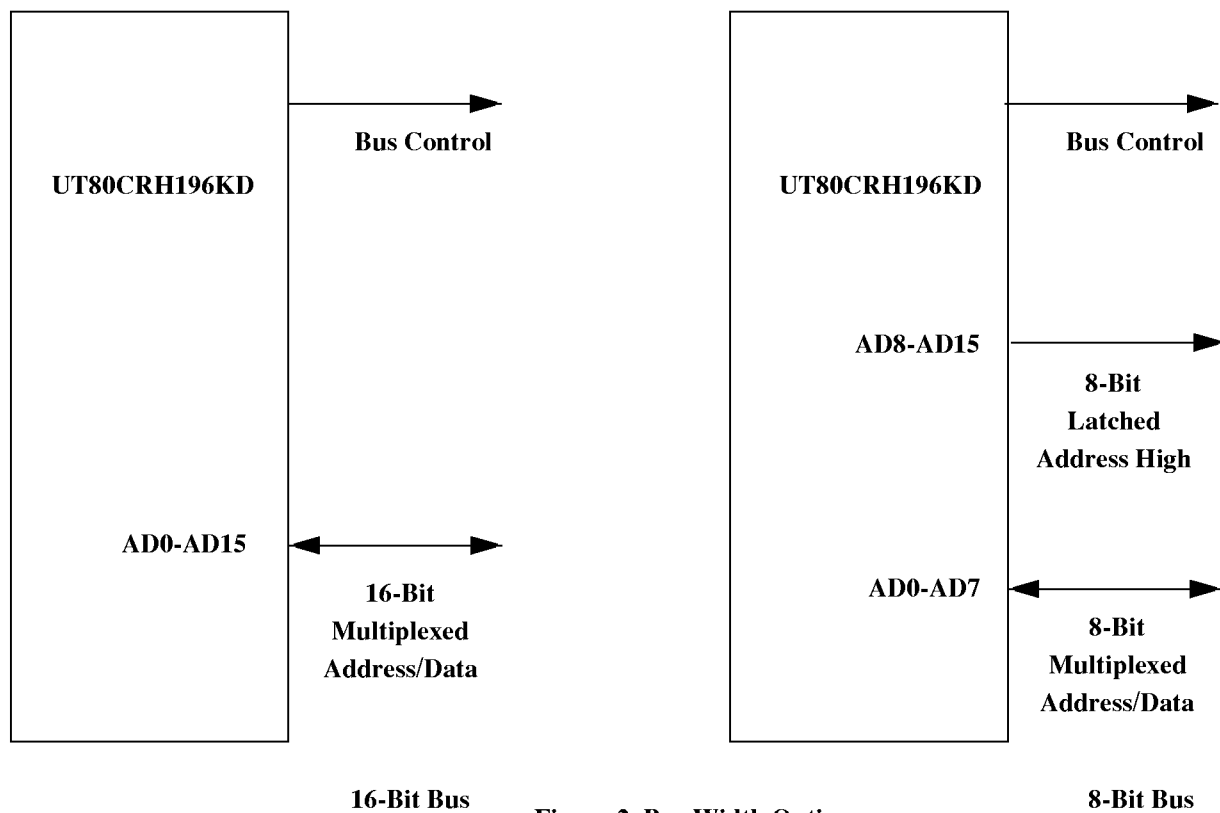 Bus Control
UT80CRH196KD
AD0-AD15
16-Bit
Multiplexed
Address/Data
16-Bit Bus
Bus Control
UT80CRH196KD
AD8-AD15
8-Bit
Latched
Address High
AD0-AD7
8-Bit
Multiplexed
Address/Data
8-Bit Bus